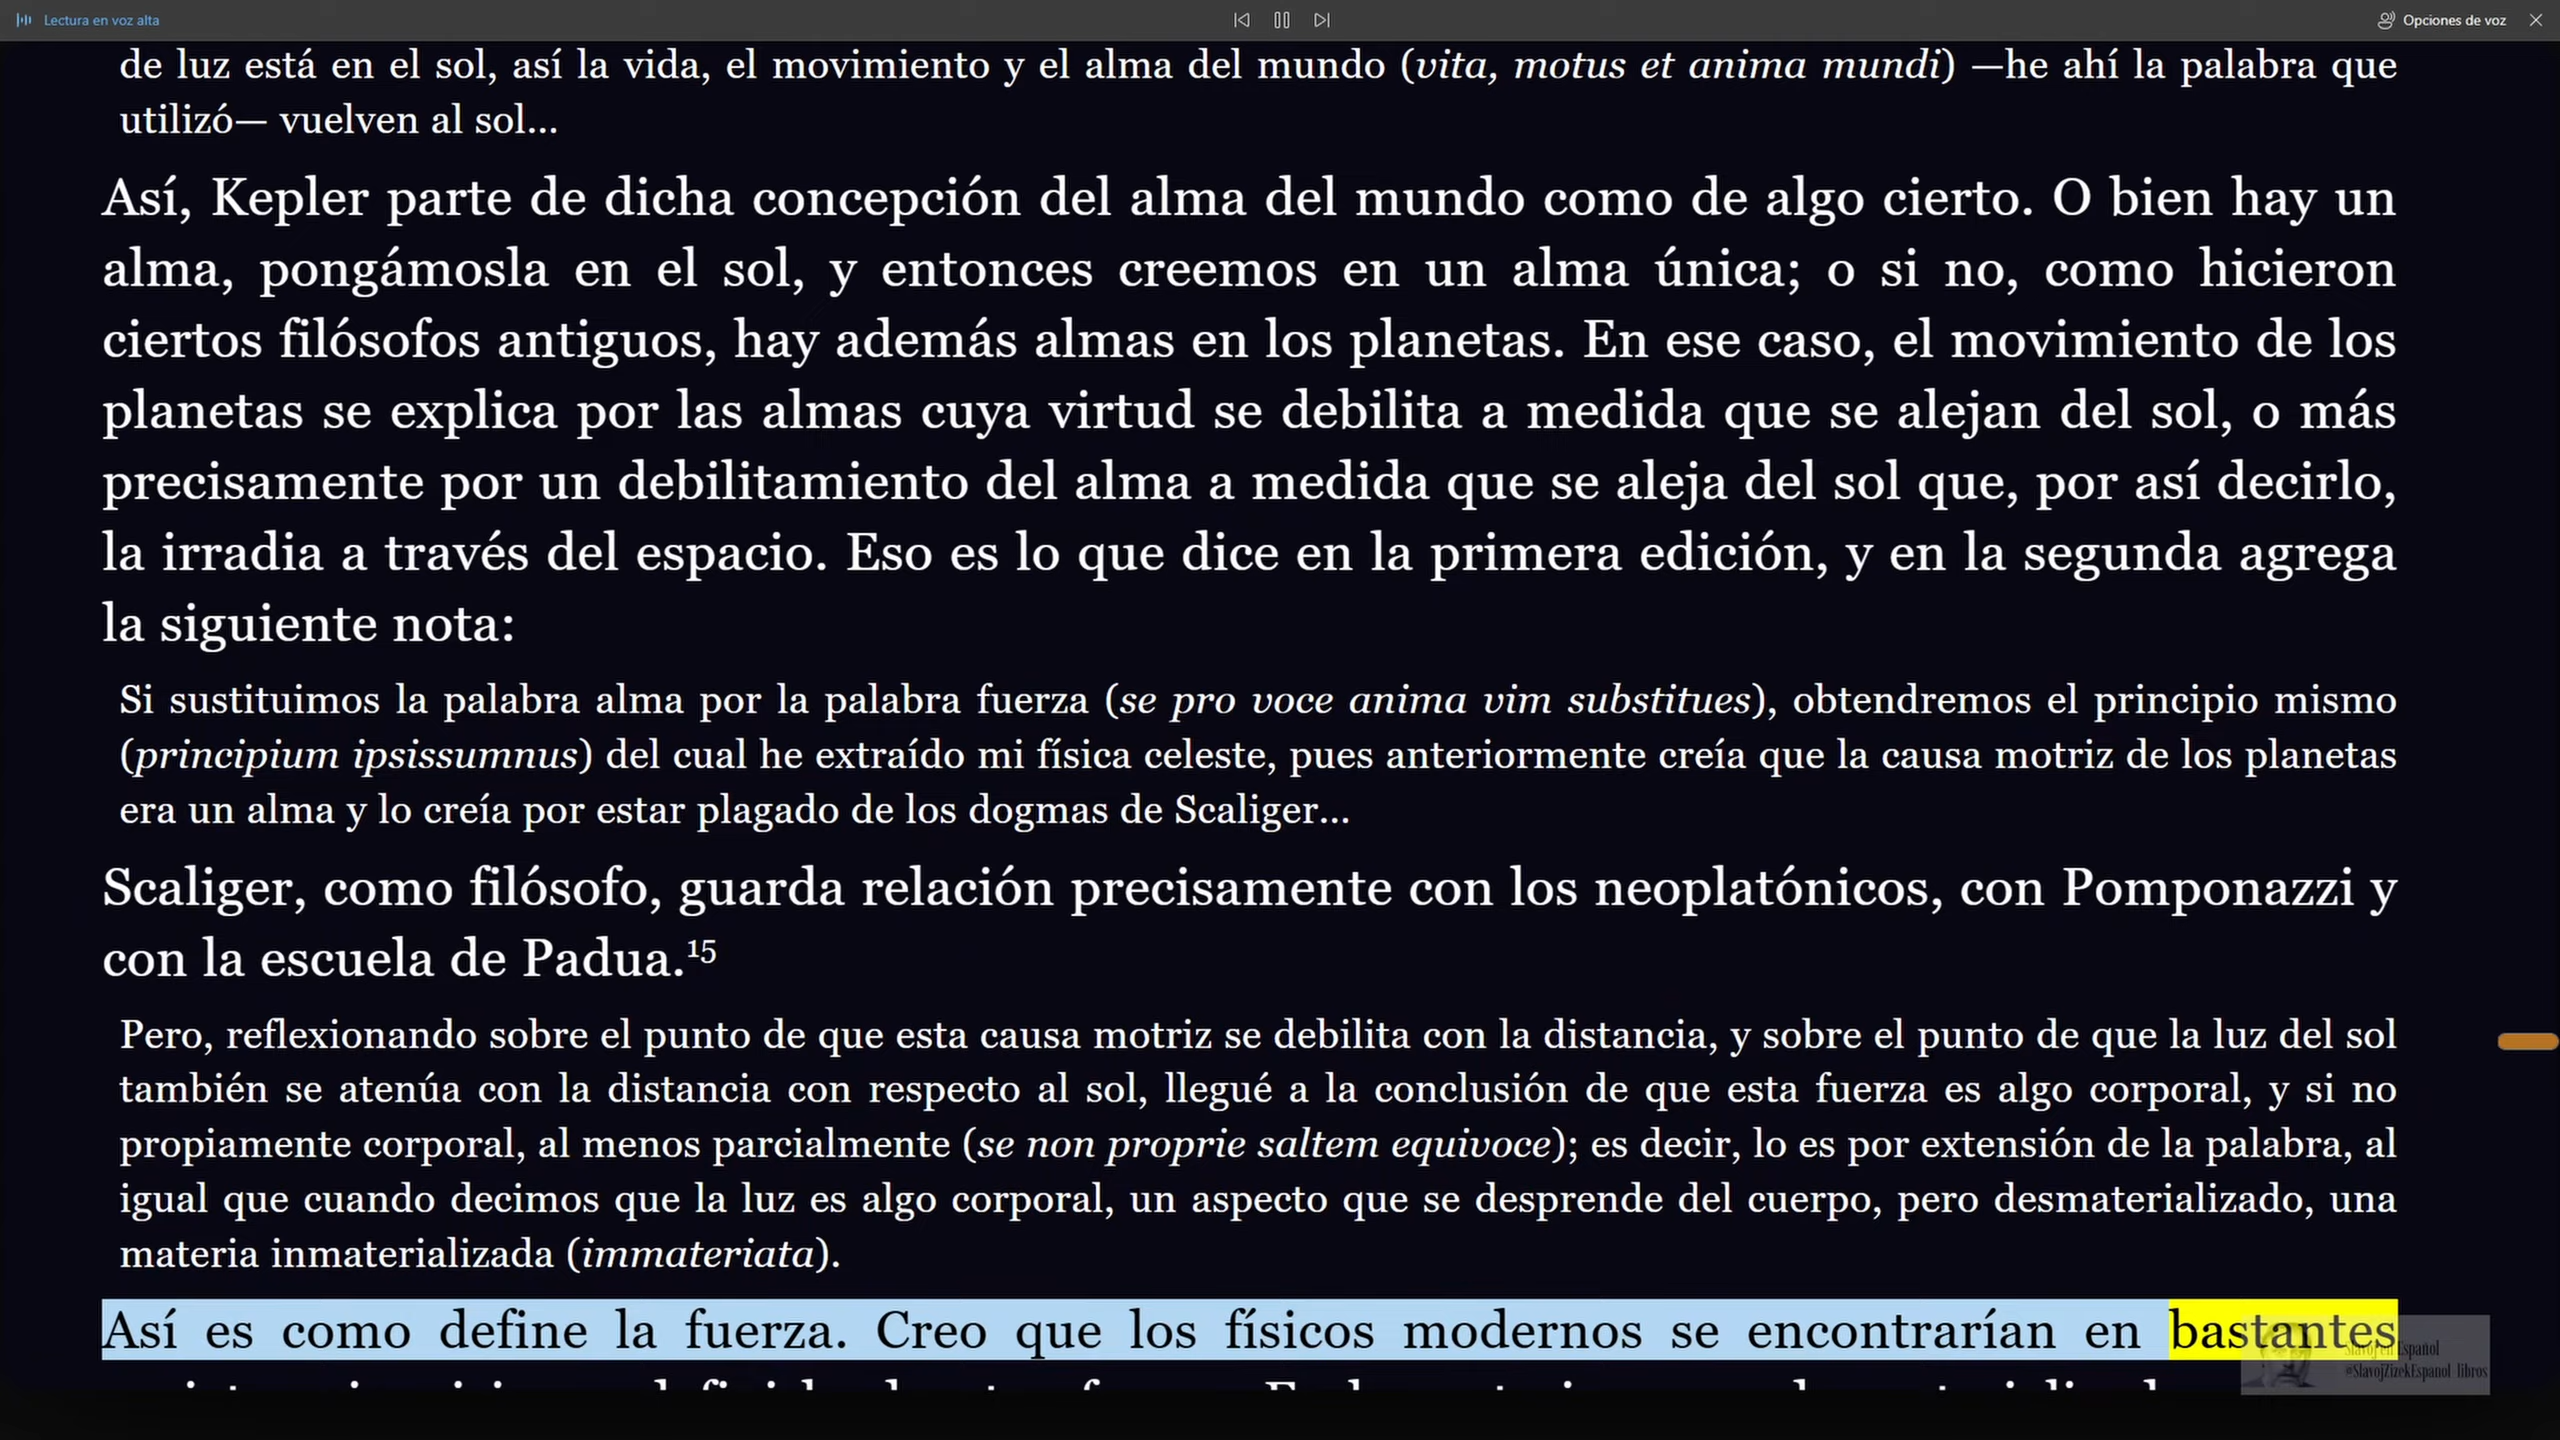 Lectura en voz alta
Opciones de voz
de luz está en el sol, así la vida, el movimiento y el alma del mundo (vita, motus et anima mundi) —he ahí la palabra que
utilizó— vuelven al sol...
Así, Kepler parte de dicha concepción del alma del mundo como de algo cierto. O bien hay un
alma, pongámosla en el sol, y entonces creemos en un alma única; o si no, como hicieron
ciertos filósofos antiguos, hay además almas en los planetas. En ese caso, el movimiento de los
planetas se explica por las almas cuya virtud se debilita a medida que se alejan del sol, o más
precisamente por un debilitamiento del alma a medida que se aleja del sol que, por así decirlo,
la irradia a través del espacio. Eso es lo que dice en la primera edición, y en la segunda agrega
la siguiente nota:
Si sustituimos la palabra alma por la palabra fuerza (se pro voce anima vim substitues), obtendremos el principio mismo
(principium ipsissumnus) del cual he extraído mi física celeste, pues anteriormente creía que la causa motriz de los planetas
era un alma y lo creía por estar plagado de los dogmas de Scaliger...
Scaliger, como filósofo, guarda relación precisamente con los neoplatónicos, con Pomponazzi y
con la escuela de Padua.¹⁵
Pero, reflexionando sobre el punto de que esta causa motriz se debilita con la distancia, y sobre el punto de que la luz del sol
también se atenúa con la distancia con respecto al sol, llegué a la conclusión de que esta fuerza es algo corporal, y si no
propiamente corporal, al menos parcialmente (se non proprie saltem equivoce); es decir, lo es por extensión de la palabra, al
igual que cuando decimos que la luz es algo corporal, un aspecto que se desprende del cuerpo, pero desmaterializado, una
materia inmaterializada (immateriata).
Así es como define la fuerza. Creo que los físicos modernos se encontrarían en bastantes
Slavoj en Español
@SlavojZizekEspanol_libros